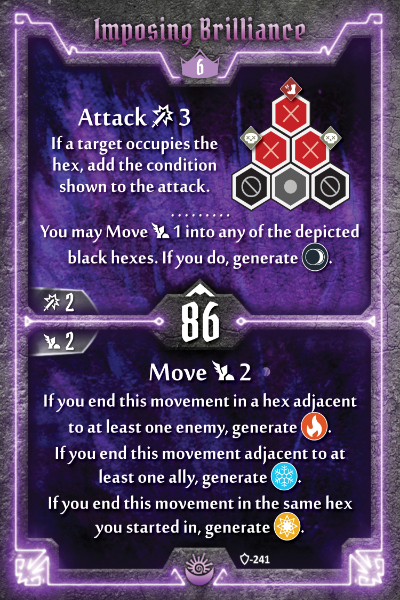 Imposing Brilliance
6
Attack 3
If a target occupies the
hex, add the condition
shown to the attack.
You may Move 1 into any of the depicted
black hexes. If you do, generate .
2
86
2
Move 2
If you end this movement in a hex adjacent
to at least one enemy, generate .
If you end this movement adjacent to at
least one ally, generate .
If you end this movement in the same hex
you started in, generate .
-241